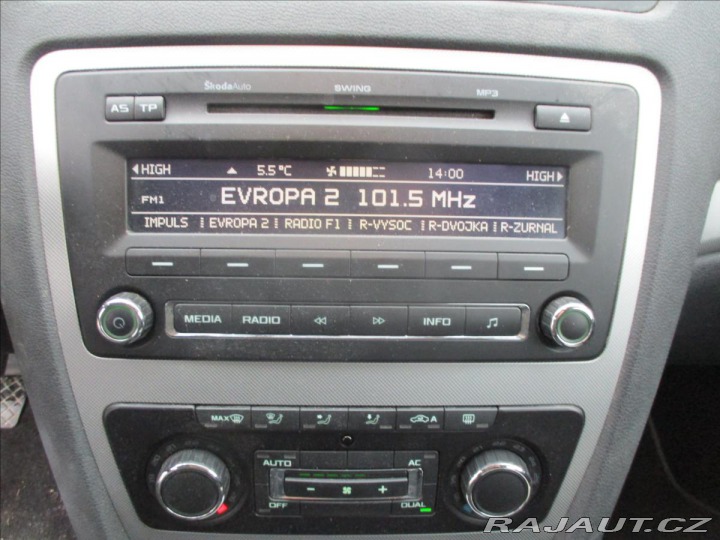 ŠkodaAuto SWING MP3
AS TP
HIGH 5.5 °C 14:00 HIGH
FM1 EVROPA 2 101.5 MHz
IMPULS EVROPA 2 RADIO F1 R-VYSOC R-DVOJKA R-ZURNAL
MEDIA RADIO INFO
MAX A
AUTO AC
- +
OFF DUAL
RAJAUT.CZ